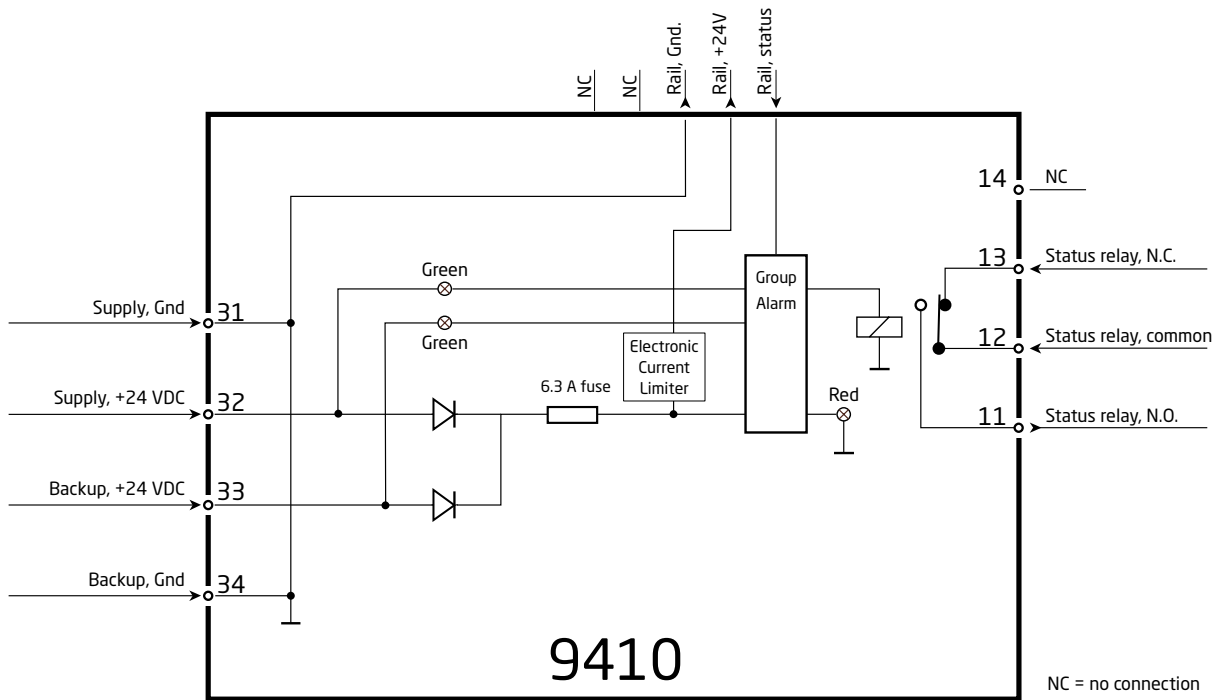 NC
NC
Rail, Gnd.
Rail, +24V
Rail, status
14
NC
13
Status relay, N.C.
Green
Group
Alarm
Supply, Gnd
31
Green
Electronic
Current
Limiter
12
Status relay, common
Supply, +24 VDC
32
6.3 A fuse
Red
11
Status relay, N.O.
Backup, +24 VDC
33
Backup, Gnd
34
9410
NC = no connection